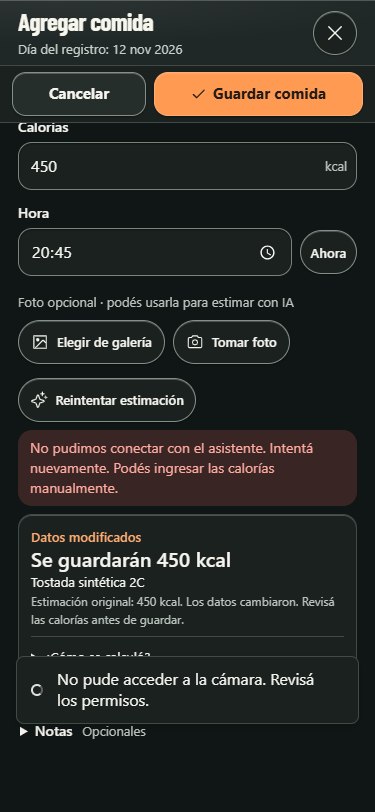 Agregar comida
Día del registro: 12 nov 2026
Cancelar
Guardar comida
Calorías
450 kcal
Hora
20:45
Ahora
Foto opcional · podés usarla para estimar con IA
Elegir de galería
Tomar foto
Reintentar estimación
No pudimos conectar con el asistente. Intentá
nuevamente. Podés ingresar las calorías
manualmente.
Datos modificados
Se guardarán 450 kcal
Tostada sintética 2C
Estimación original: 450 kcal. Los datos cambiaron. Revisá
las calorías antes de guardar.
¿Cómo se calculó?
No pude acceder a la cámara. Revisá
los permisos.
Notas Opcionales